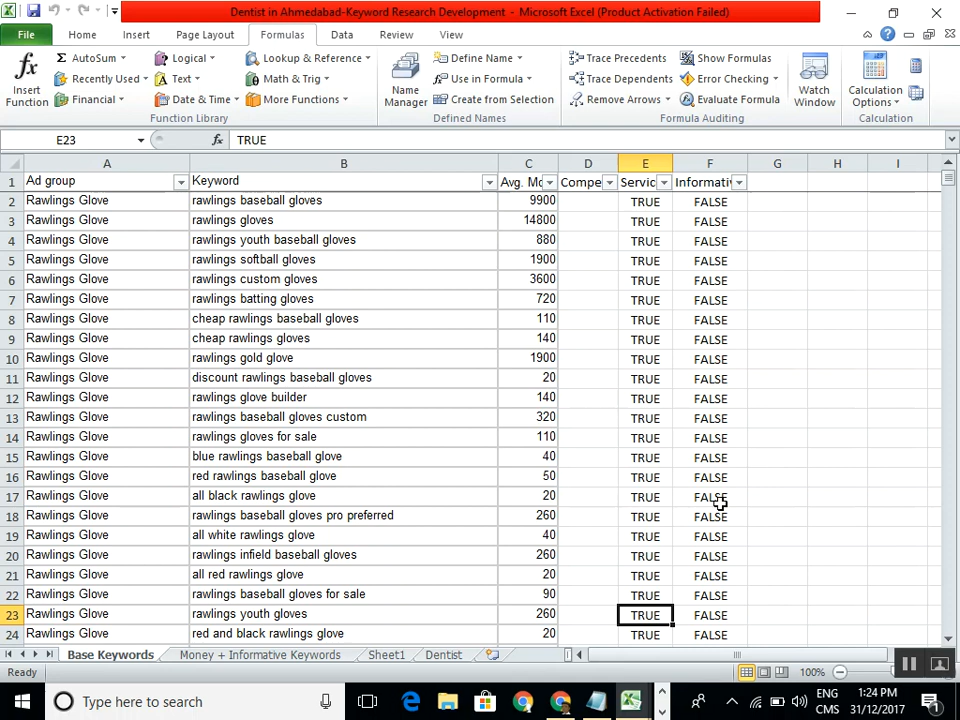 Dentist in Ahmedabad-Keyword Research Development - Microsoft Excel (Product Activation Failed)
File Home Insert Page Layout Formulas Data Review View
fx Insert Function
Σ AutoSum
Recently Used
Financial
Logical
Text
Date & Time
Lookup & Reference
Math & Trig
More Functions
Function Library
Name Manager
Define Name
Use in Formula
Create from Selection
Defined Names
Trace Precedents
Trace Dependents
Remove Arrows
Show Formulas
Error Checking
Evaluate Formula
Formula Auditing
Watch Window
Calculation Options
Calculation
E23 fx TRUE
A B C D E F G H I
1 Ad group Keyword Avg. Mo Compe Servic Informativ
2 Rawlings Glove rawlings baseball gloves 9900 TRUE FALSE
3 Rawlings Glove rawlings gloves 14800 TRUE FALSE
4 Rawlings Glove rawlings youth baseball gloves 880 TRUE FALSE
5 Rawlings Glove rawlings softball gloves 1900 TRUE FALSE
6 Rawlings Glove rawlings custom gloves 3600 TRUE FALSE
7 Rawlings Glove rawlings batting gloves 720 TRUE FALSE
8 Rawlings Glove cheap rawlings baseball gloves 110 TRUE FALSE
9 Rawlings Glove cheap rawlings gloves 140 TRUE FALSE
10 Rawlings Glove rawlings gold glove 1900 TRUE FALSE
11 Rawlings Glove discount rawlings baseball gloves 20 TRUE FALSE
12 Rawlings Glove rawlings glove builder 140 TRUE FALSE
13 Rawlings Glove rawlings baseball gloves custom 320 TRUE FALSE
14 Rawlings Glove rawlings gloves for sale 110 TRUE FALSE
15 Rawlings Glove blue rawlings baseball glove 40 TRUE FALSE
16 Rawlings Glove red rawlings baseball glove 50 TRUE FALSE
17 Rawlings Glove all black rawlings glove 20 TRUE FALSE
18 Rawlings Glove rawlings baseball gloves pro preferred 260 TRUE FALSE
19 Rawlings Glove all white rawlings glove 40 TRUE FALSE
20 Rawlings Glove rawlings infield baseball gloves 260 TRUE FALSE
21 Rawlings Glove all red rawlings glove 20 TRUE FALSE
22 Rawlings Glove rawlings baseball gloves for sale 90 TRUE FALSE
23 Rawlings Glove rawlings youth gloves 260 TRUE FALSE
24 Rawlings Glove red and black rawlings glove 20 TRUE FALSE
Base Keywords Money + Informative Keywords Sheet1 Dentist
Ready 100%
Type here to search ENG 1:24 PM
CMS 31/12/2017 1